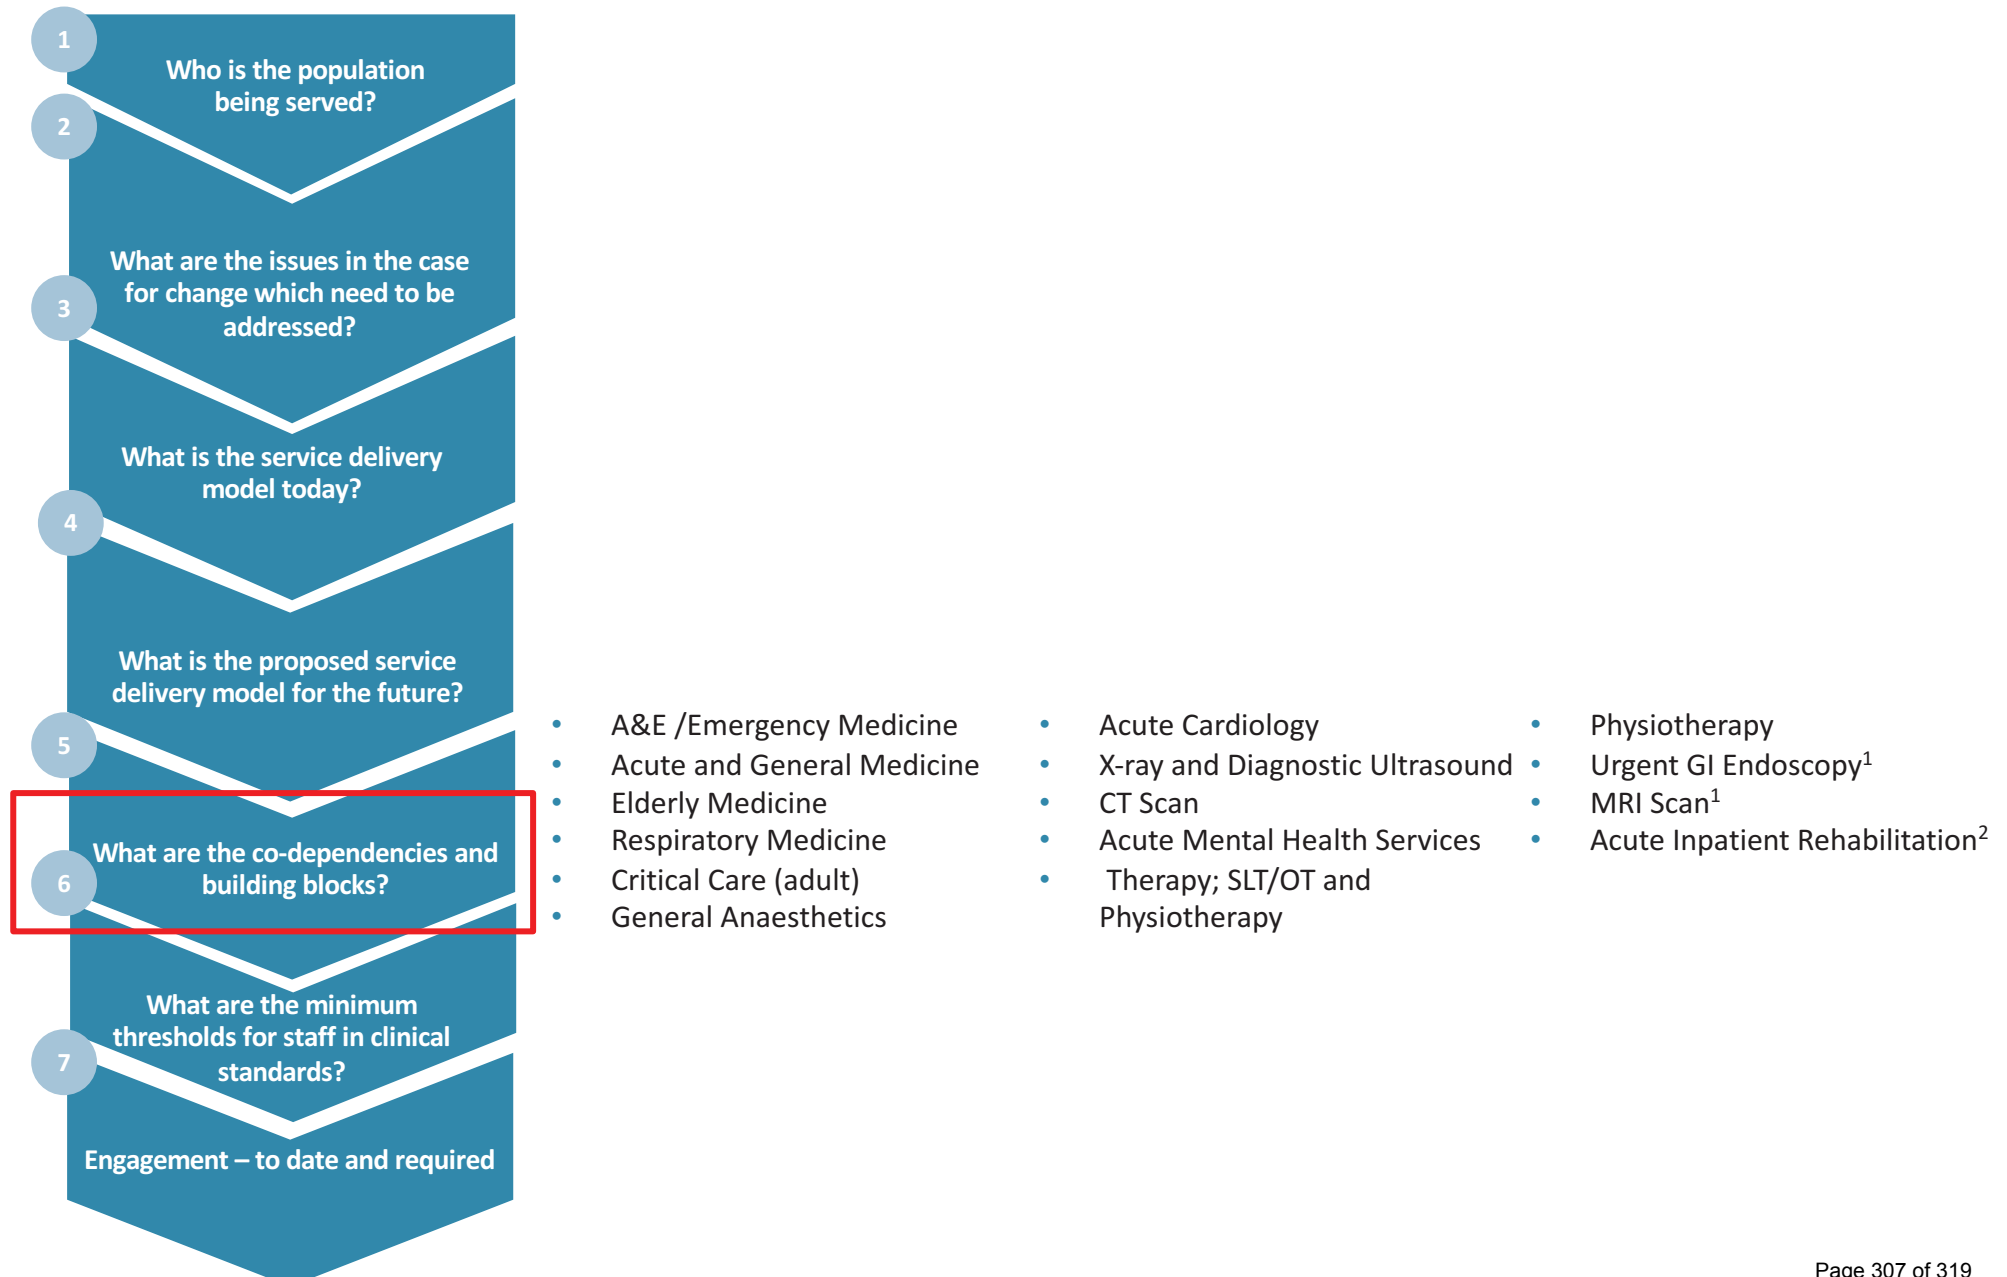 1
Who is the population
being served?
2
What are the issues in the case
for change which need to be
addressed?
3
What is the service delivery
model today?
4
What is the proposed service
delivery model for the future?
5
What are the co-dependencies and
building blocks?
6
What are the minimum
thresholds for staff in clinical
standards?
7
Engagement – to date and required
• A&E /Emergency Medicine
• Acute and General Medicine
• Elderly Medicine
• Respiratory Medicine
• Critical Care (adult)
• General Anaesthetics
• Acute Cardiology
• X-ray and Diagnostic Ultrasound
• CT Scan
• Acute Mental Health Services
• Therapy; SLT/OT and
Physiotherapy
• Physiotherapy
• Urgent GI Endoscopy¹
• MRI Scan¹
• Acute Inpatient Rehabilitation²
Page 307 of 319